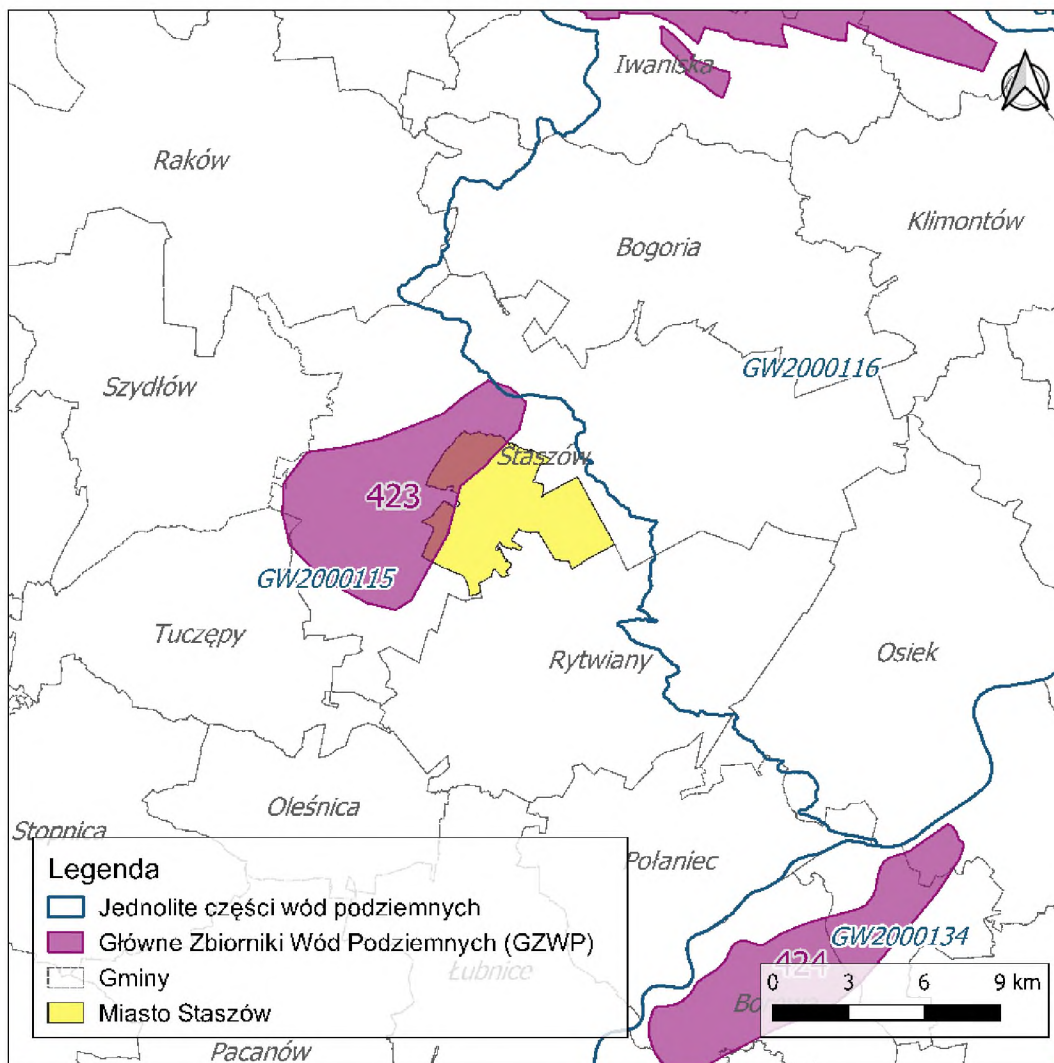 Iwaniska
Raków
Klimontów
Bogoria
GW2000116
Szydłów
Staszów
423
GW2000115
Tuczępy
Rytwiany
Osiek
Oleśnica
Stopnica
Połaniec
Legenda
Jednolite części wód podziemnych
Główne Zbiorniki Wód Podziemnych (GZWP)
Gminy
Miasto Staszów
GW2000134
424
Łubnice
0 3 6 9 km
Pacanów